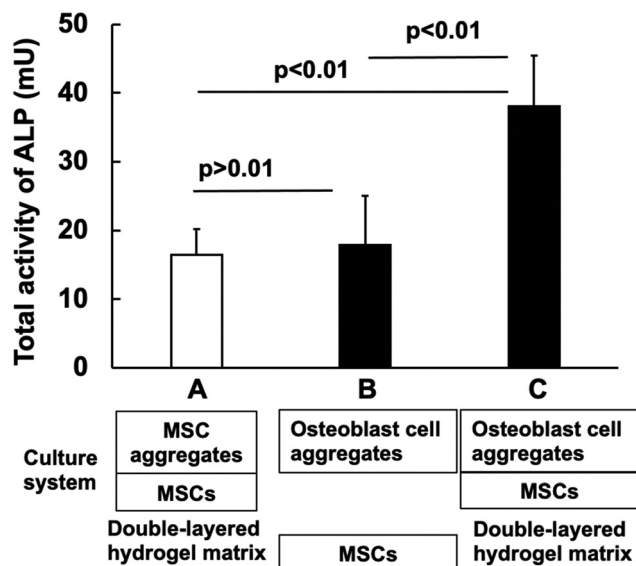 Total activity of ALP (mU)
50
40
30
20
10
0
p<0.01
p<0.01
p>0.01
A
B
C
Culture
system
MSC
aggregates
MSCs
Double-layered
hydrogel matrix
Osteoblast cell
aggregates
MSCs
Osteoblast cell
aggregates
MSCs
Double-layered
hydrogel matrix